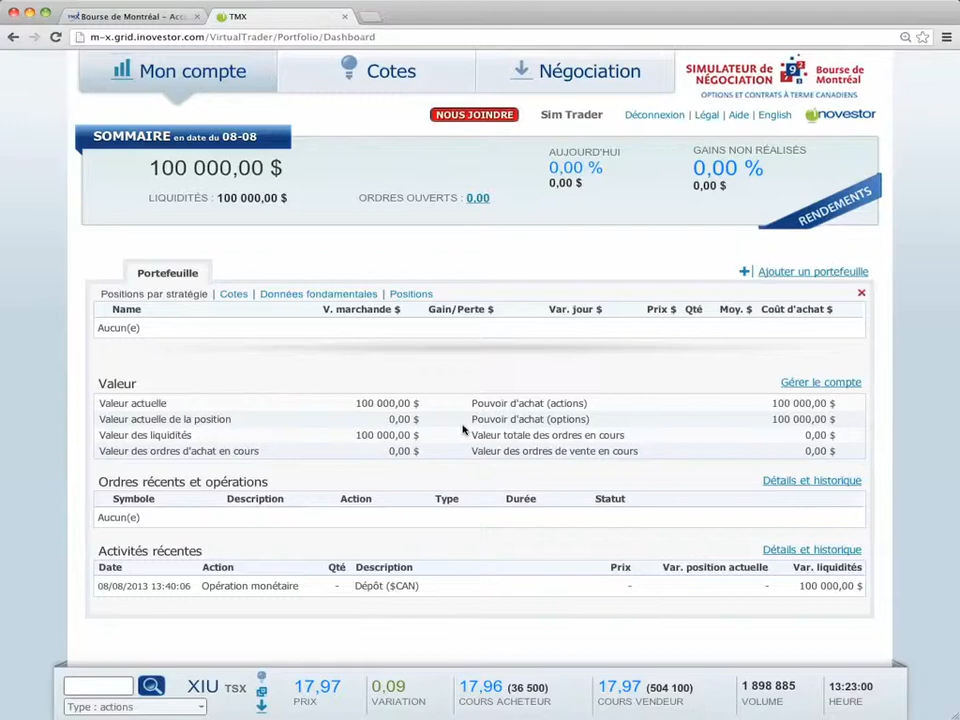 Bourse de Montréal – Acc
TMX
m-x.grid.inovestor.com/VirtualTrader/Portfolio/Dashboard
Mon compte
Cotes
Négociation
SIMULATEUR de NÉGOCIATION
Bourse de Montréal
OPTIONS ET CONTRATS À TERME CANADIENS
NOUS JOINDRE
Sim Trader
Déconnexion | Légal | Aide | English
inovestor
SOMMAIRE en date du 08-08
100 000,00 $
LIQUIDITÉS : 100 000,00 $
ORDRES OUVERTS : 0.00
AUJOURD'HUI
0,00 %
0,00 $
GAINS NON RÉALISÉS
0,00 %
0,00 $
RENDEMENTS
Portefeuille
Ajouter un portefeuille
Positions par stratégie | Cotes | Données fondamentales | Positions
Name V. marchande $ Gain/Perte $ Var. jour $ Prix $ Qté Moy. $ Coût d'achat $
Aucun(e)
Valeur
Gérer le compte
Valeur actuelle 100 000,00 $ Pouvoir d'achat (actions) 100 000,00 $
Valeur actuelle de la position 0,00 $ Pouvoir d'achat (options) 100 000,00 $
Valeur des liquidités 100 000,00 $ Valeur totale des ordres en cours 0,00 $
Valeur des ordres d'achat en cours 0,00 $ Valeur des ordres de vente en cours 0,00 $
Ordres récents et opérations
Détails et historique
Symbole Description Action Type Durée Statut
Aucun(e)
Activités récentes
Détails et historique
Date Action Qté Description Prix Var. position actuelle Var. liquidités
08/08/2013 13:40:06 Opération monétaire - Dépôt ($CAN) - - 100 000,00 $
Type : actions
XIU TSX
17,97
PRIX
0,09
VARIATION
17,96 (36 500)
COURS ACHETEUR
17,97 (504 100)
COURS VENDEUR
1 898 885
VOLUME
13:23:00
HEURE